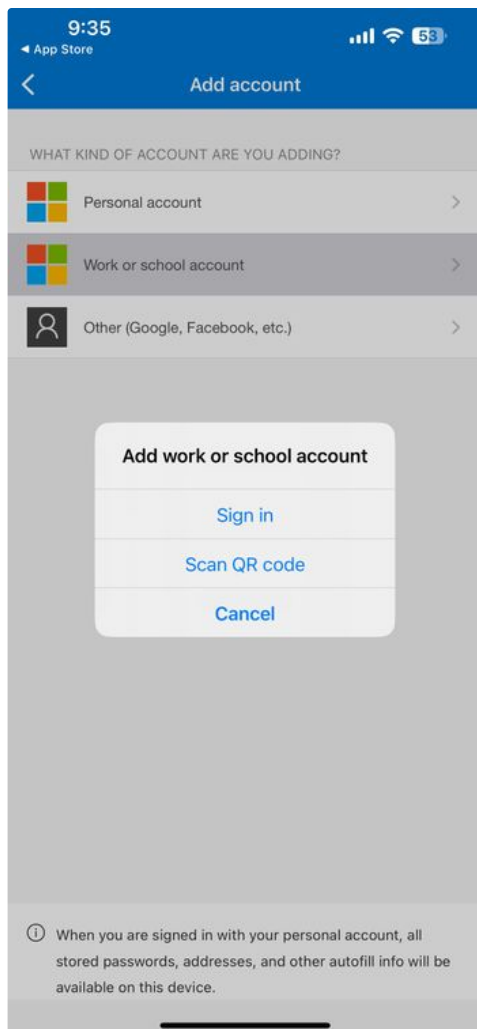 9:35
53
◀ App Store
Add account
WHAT KIND OF ACCOUNT ARE YOU ADDING?
Personal account
Work or school account
Other (Google, Facebook, etc.)
Add work or school account
Sign in
Scan QR code
Cancel
When you are signed in with your personal account, all
stored passwords, addresses, and other autofill info will be
available on this device.